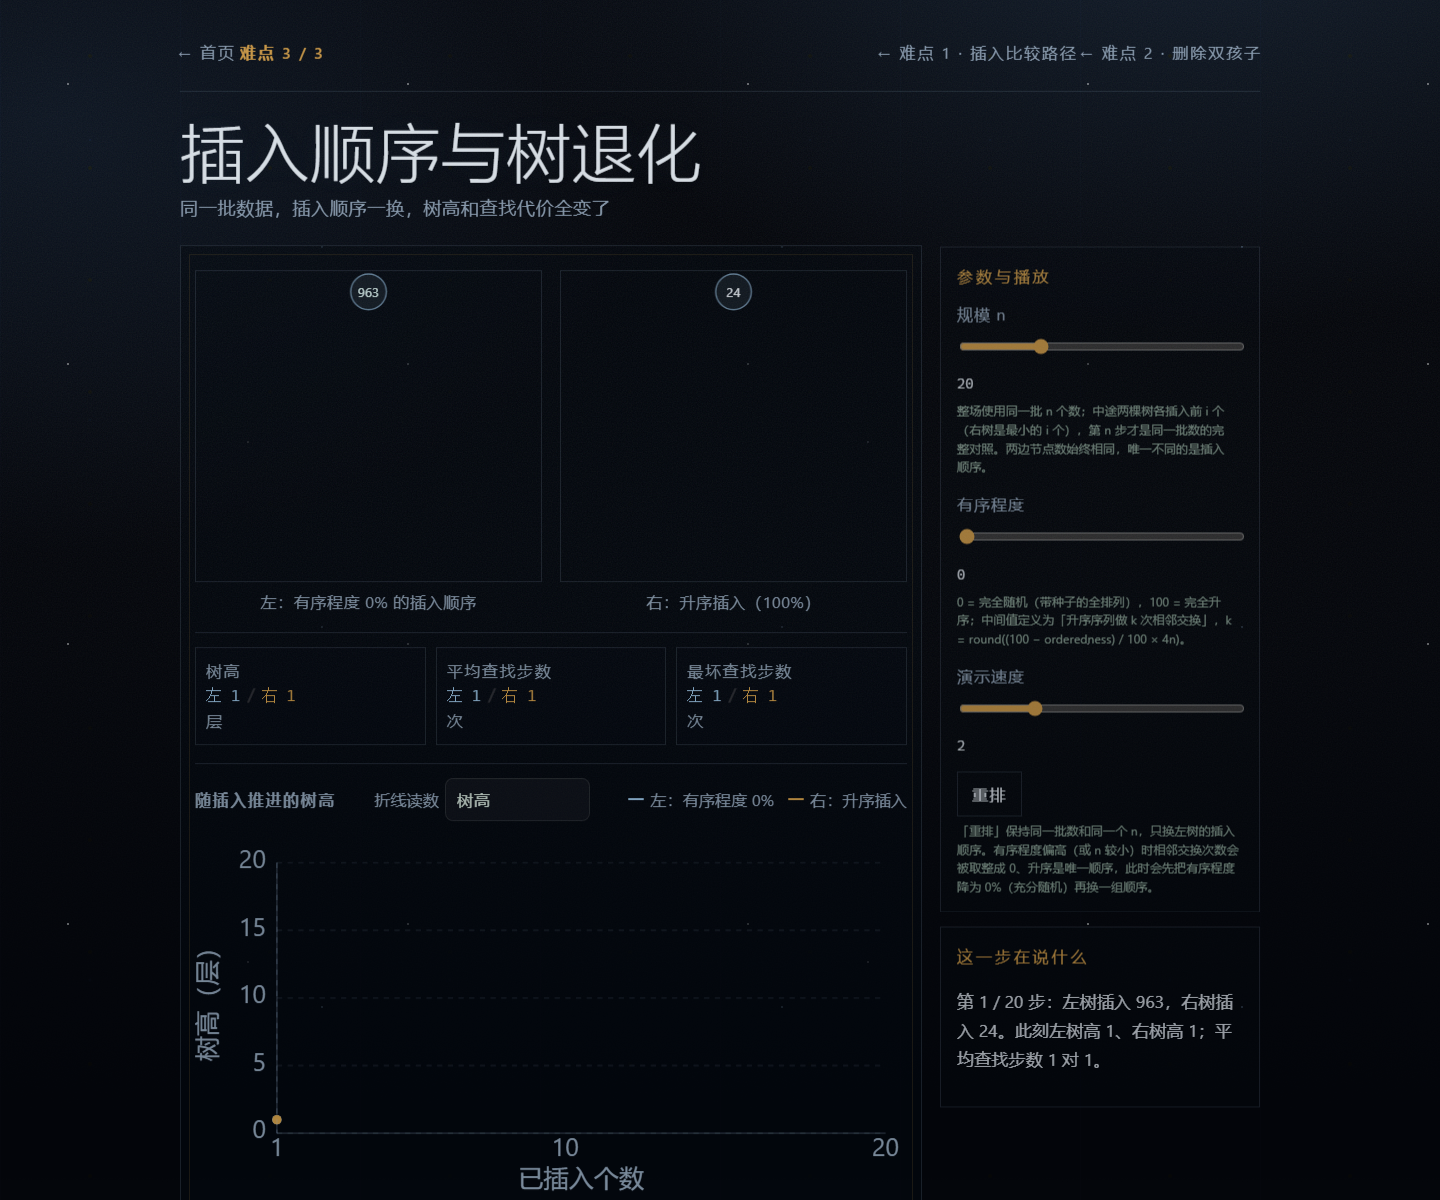 ← 首页 难点 3 / 3
← 难点 1 · 插入比较路径← 难点 2 · 删除双孩子
插入顺序与树退化
同一批数据，插入顺序一换，树高和查找代价全变了
963
24
左：有序程度 0% 的插入顺序
右：升序插入（100%）
树高
左 1 / 右 1
层
平均查找步数
左 1 / 右 1
次
最坏查找步数
左 1 / 右 1
次
随插入推进的树高
折线读数 树高
左：有序程度 0%
右：升序插入
20
15
10
5
0
树高（层）
1
10
20
已插入个数
参数与播放
规模 n
20
整场使用同一批 n 个数；中途两棵树各插入前 i 个
（右树是最小的 i 个），第 n 步才是同一批数的完
整对照。两边节点数始终相同，唯一不同的是插入
顺序。
有序程度
0
0 = 完全随机（带种子的全排列），100 = 完全升
序；中间值定义为「升序序列做 k 次相邻交换」，k
= round((100 − orderedness) / 100 × 4n)。
演示速度
2
重排
「重排」保持同一批数和同一个 n，只换左树的插入
顺序。有序程度偏高（或 n 较小）时相邻交换次数会
被取整成 0、升序是唯一顺序，此时会先把有序程度
降为 0%（充分随机）再换一组顺序。
这一步在说什么
第 1 / 20 步：左树插入 963，右树插
入 24。此刻左树高 1、右树高 1；平
均查找步数 1 对 1。